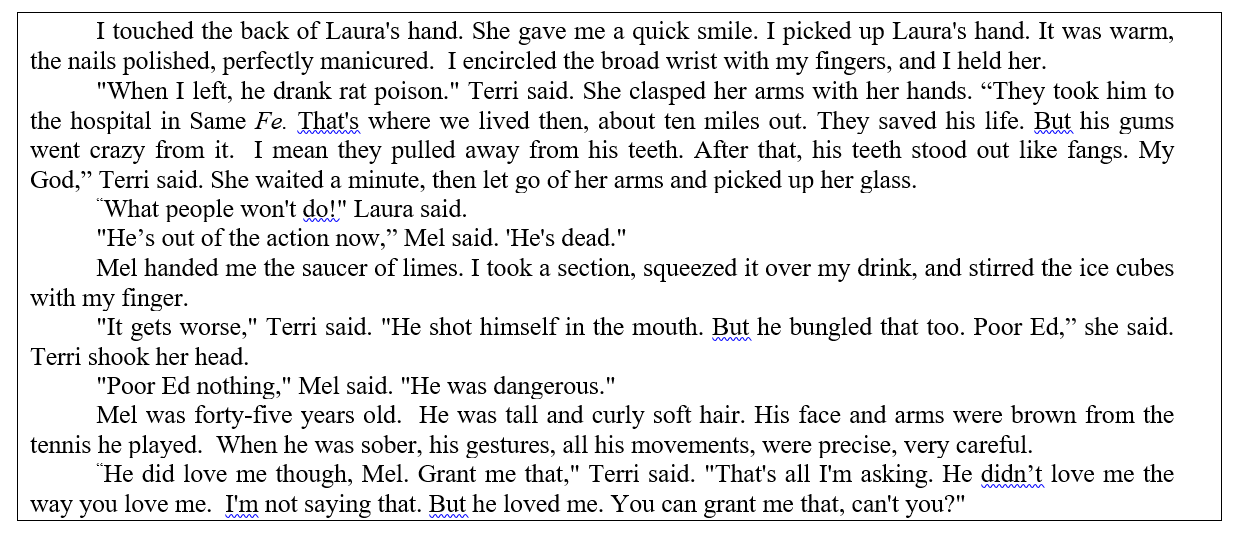 I touched the back of Laura's hand. She gave me a quick smile. I picked up Laura's hand. It was warm,
the nails polished, perfectly manicured.  I encircled the broad wrist with my fingers, and I held her.
"When I left, he drank rat poison." Terri said. She clasped her arms with her hands. “They took him to
the hospital in Same Fe. That's where we lived then, about ten miles out. They saved his life. But his gums
went crazy from it.  I mean they pulled away from his teeth. After that, his teeth stood out like fangs. My
God,” Terri said. She waited a minute, then let go of her arms and picked up her glass.
“What people won't do!" Laura said.
"He’s out of the action now,” Mel said. 'He's dead."
Mel handed me the saucer of limes. I took a section, squeezed it over my drink, and stirred the ice cubes
with my finger.
"It gets worse," Terri said. "He shot himself in the mouth. But he bungled that too. Poor Ed,” she said.
Terri shook her head.
"Poor Ed nothing," Mel said. "He was dangerous."
Mel was forty-five years old.  He was tall and curly soft hair. His face and arms were brown from the
tennis he played.  When he was sober, his gestures, all his movements, were precise, very careful.
“He did love me though, Mel. Grant me that," Terri said. "That's all I'm asking. He didn’t love me the
way you love me.  I'm not saying that. But he loved me. You can grant me that, can't you?"